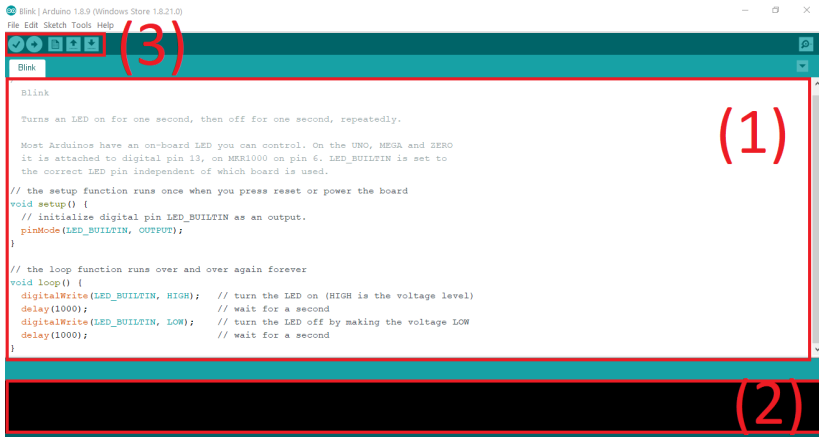 Blink | Arduino 1.8.9 (Windows Store 1.8.21.0)
File Edit Sketch Tools Help
(3)
Blink
(1)
Blink
Turns an LED on for one second, then off for one second, repeatedly.
Most Arduinos have an on-board LED you can control. On the UNO, MEGA and ZERO
it is attached to digital pin 13, on MKR1000 on pin 6. LED_BUILTIN is set to
the correct LED pin independent of which board is used.
// the setup function runs once when you press reset or power the board
void setup() {
// initialize digital pin LED_BUILTIN as an output.
pinMode(LED_BUILTIN, OUTPUT);
}
// the loop function runs over and over again forever
void loop() {
digitalWrite(LED_BUILTIN, HIGH); // turn the LED on (HIGH is the voltage level)
delay(1000); // wait for a second
digitalWrite(LED_BUILTIN, LOW); // turn the LED off by making the voltage LOW
delay(1000); // wait for a second
}
(2)